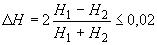 ΔH = 2 (H₁ − H₂)/(H₁ + H₂) ≤ 0,02